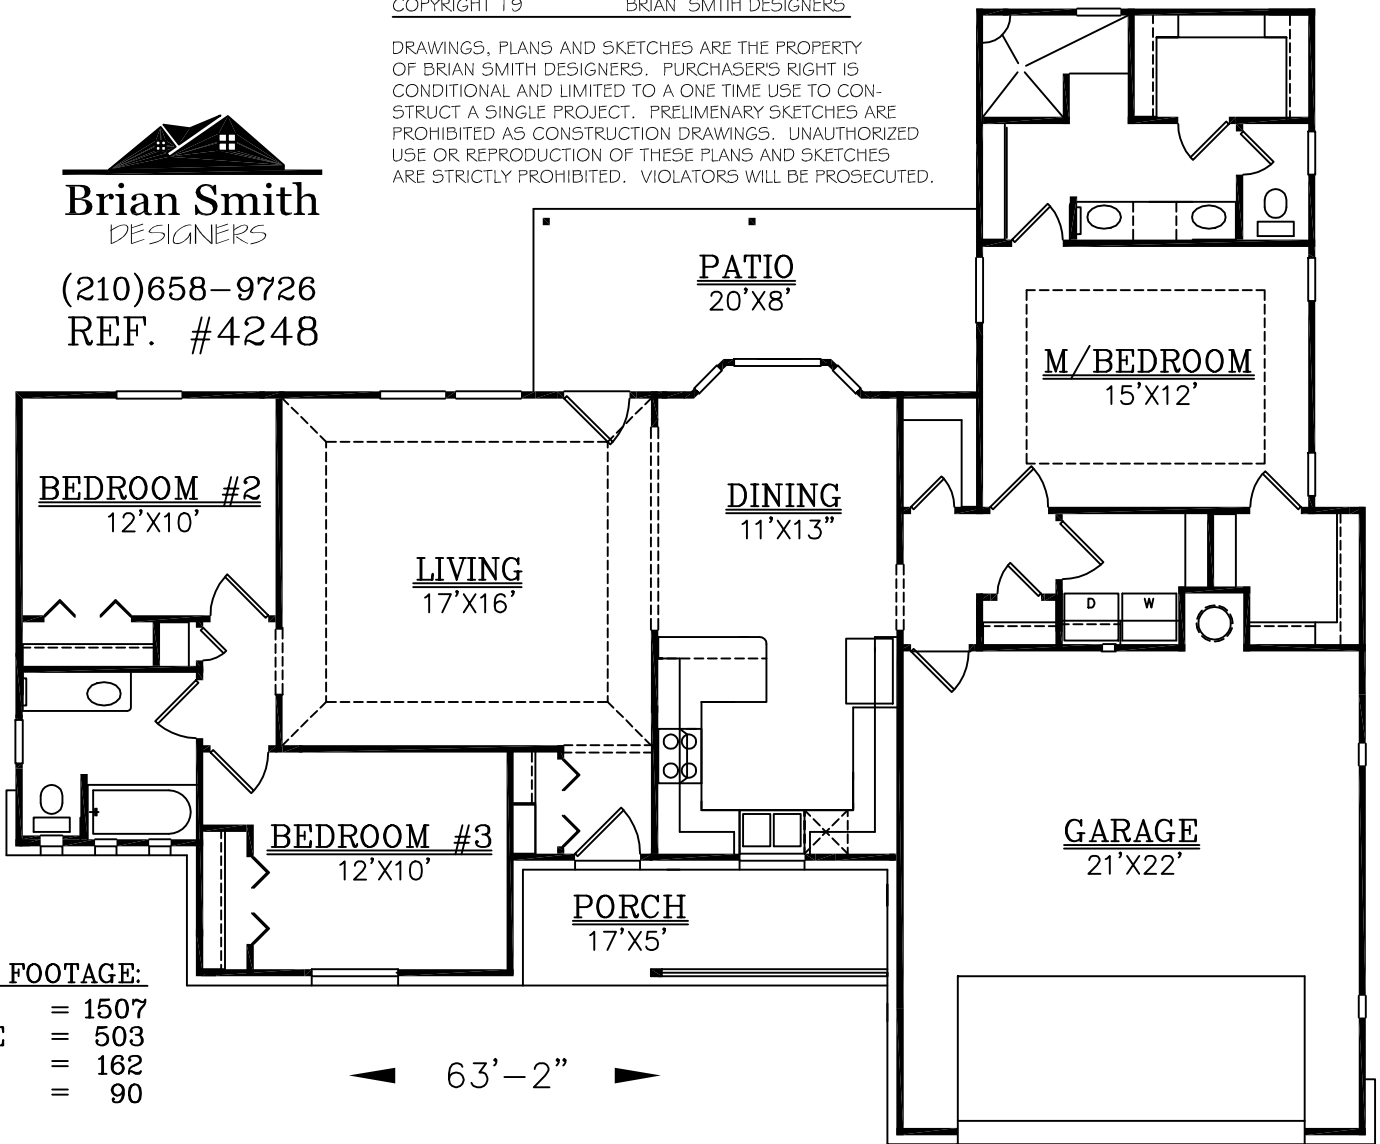 COPYRIGHT 19 BRIAN SMITH DESIGNERS
DRAWINGS, PLANS AND SKETCHES ARE THE PROPERTY
OF BRIAN SMITH DESIGNERS. PURCHASER'S RIGHT IS
CONDITIONAL AND LIMITED TO A ONE TIME USE TO CON-
STRUCT A SINGLE PROJECT. PRELIMENARY SKETCHES ARE
PROHIBITED AS CONSTRUCTION DRAWINGS. UNAUTHORIZED
USE OR REPRODUCTION OF THESE PLANS AND SKETCHES
ARE STRICTLY PROHIBITED. VIOLATORS WILL BE PROSECUTED.
Brian Smith
DESIGNERS
(210)658-9726
REF. #4248
PATIO
20'X8'
M/BEDROOM
15'X12'
BEDROOM #2
12'X10'
DINING
11'X13"
LIVING
17'X16'
D W
BEDROOM #3
12'X10'
GARAGE
21'X22'
PORCH
17'X5'
FOOTAGE:
= 1507
E = 503
= 162
= 90
63'-2"